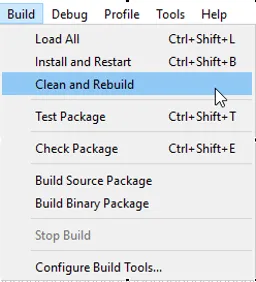 Build Debug Profile Tools Help
Load All Ctrl+Shift+L
Install and Restart Ctrl+Shift+B
Clean and Rebuild
Test Package Ctrl+Shift+T
Check Package Ctrl+Shift+E
Build Source Package
Build Binary Package
Stop Build
Configure Build Tools...